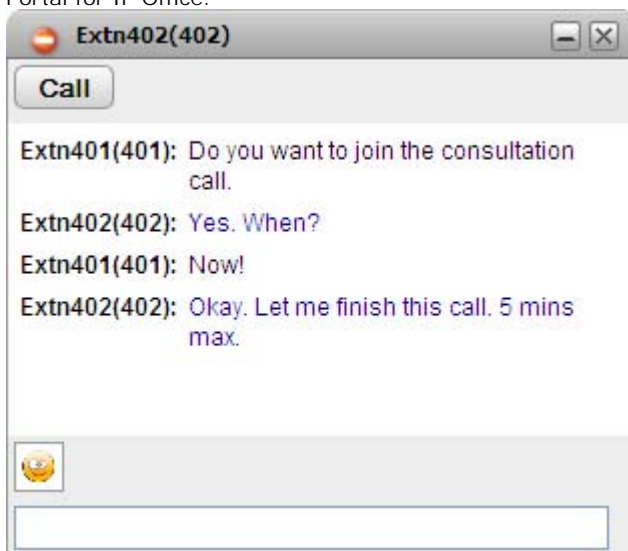 Portal for IP Office.
Extn402(402)
Call
Extn401(401): Do you want to join the consultation
call.
Extn402(402): Yes. When?
Extn401(401): Now!
Extn402(402): Okay. Let me finish this call. 5 mins
max.